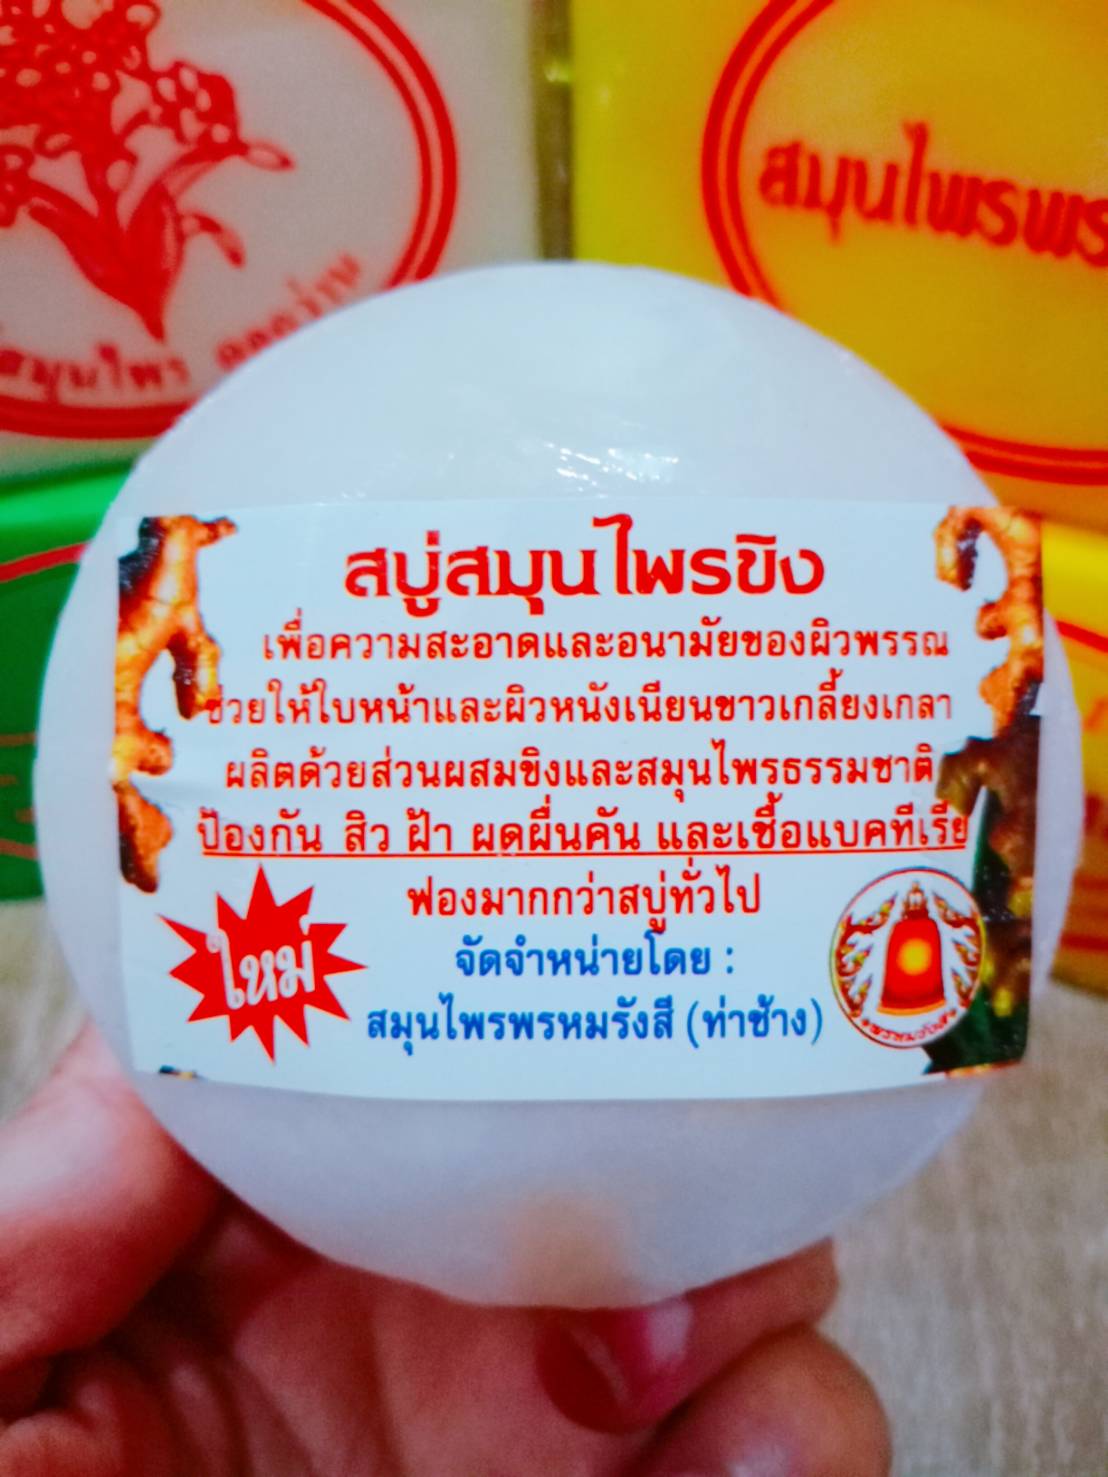 สมุนไพรพร
สมุนไพร
สบู่สมุนไพรขิง
เพื่อความสะอาดและอนามัยของผิวพรรณ
ช่วยให้ใบหน้าและผิวหนังเนียนขาวเกลี้ยงเกลา
ผลิตด้วยส่วนผสมขิงและสมุนไพรธรรมชาติ
ป้องกัน สิว ฝ้า ผดผื่นคัน และเชื้อแบคทีเรีย
ฟองมากกว่าสบู่ทั่วไป
ใหม่
จัดจำหน่ายโดย :
สมุนไพรพรหมรังสี (ท่าช้าง)
พรหมรังสี